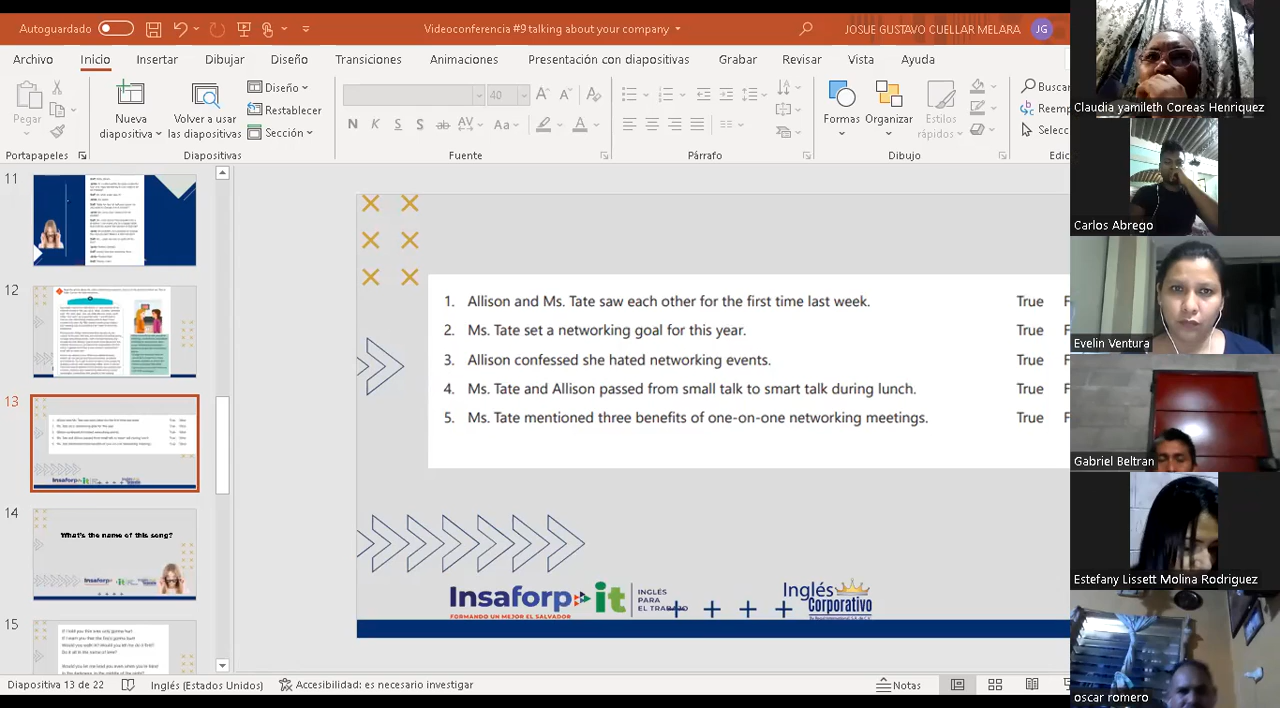 Autoguardado
Videoconferencia #9 talking about your company
JOSUE GUSTAVO CUELLAR MELARA
JG
Archivo Inicio Insertar Dibujar Diseño Transiciones Animaciones Presentación con diapositivas Grabar Revisar Vista Ayuda
Pegar
Nueva diapositiva
Volver a usar las diapositivas
Diseño
Restablecer
Sección
40
N K S S ab AV Aa A
Formas Organizar Estilos rápidos
Buscar
Reemp
Selecc
Portapapeles Diapositivas Fuente Párrafo Dibujo Edic
11
12
13
14
What's the name of this song?
15
1. Allison and Ms. Tate saw each other for the first time last week. True F
2. Ms. Tate set a networking goal for this year. True F
3. Allison confessed she hated networking events. True F
4. Ms. Tate and Allison passed from small talk to smart talk during lunch. True F
5. Ms. Tate mentioned three benefits of one-on-one networking meetings. True F
Insaforp it
FORMANDO UN MEJOR EL SALVADOR
INGLÉS
PARA
EL TRABAJO
Inglés
Corporativo
Diapositiva 13 de 22
Inglés (Estados Unidos)
Accesibilidad: es necesario investigar
Notas
Claudia yamileth Coreas Henriquez
Carlos Abrego
Evelin Ventura
Gabriel Beltran
Estefany Lissett Molina Rodriguez
oscar romero